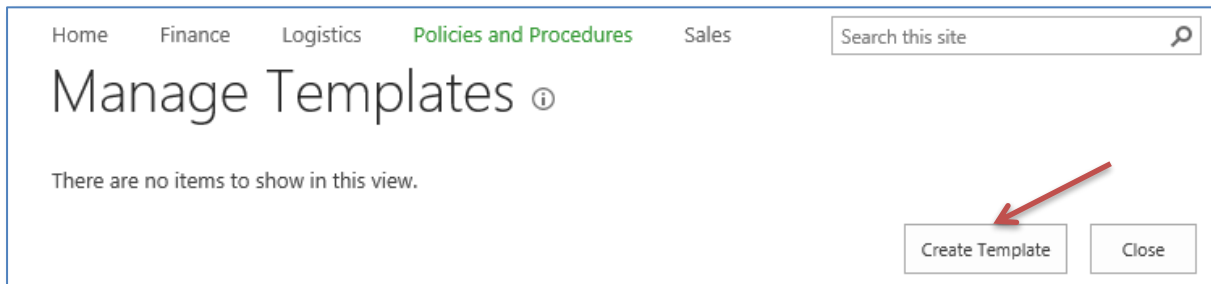 Home Finance Logistics Policies and Procedures Sales Search this site
Manage Templates
There are no items to show in this view.
Create Template Close